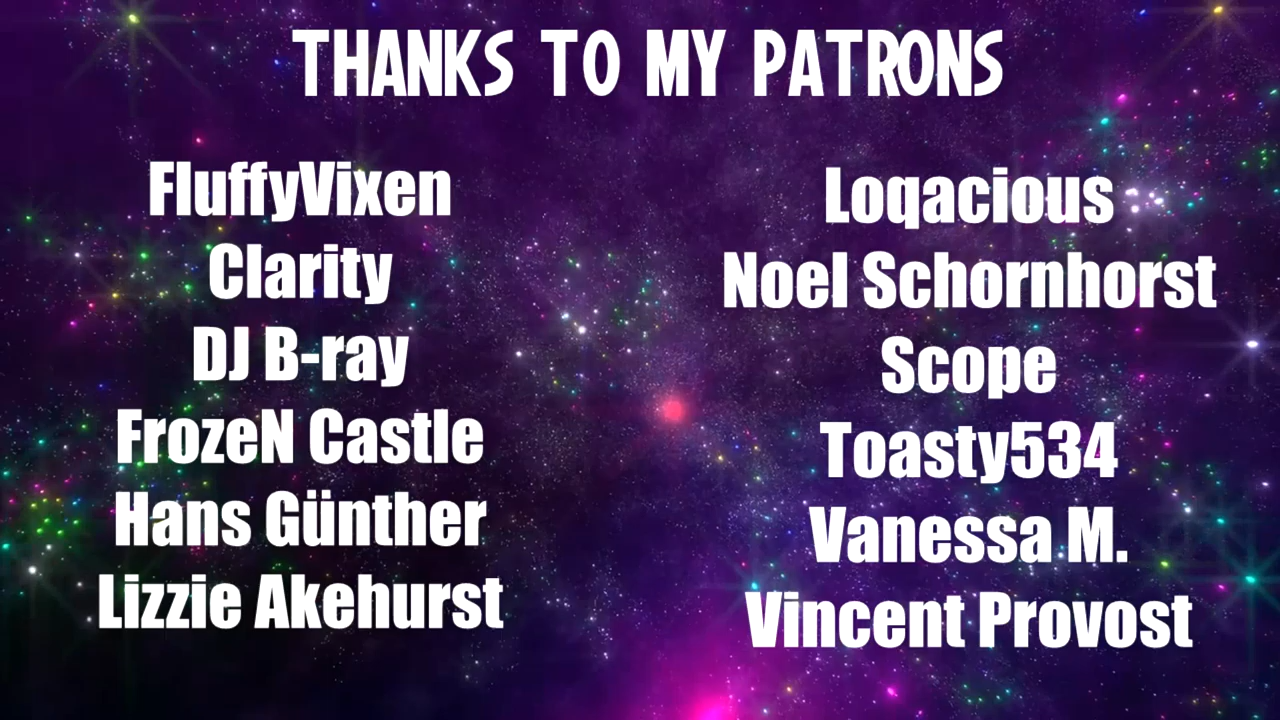 THANKS TO MY PATRONS
FluffyVixen
Clarity
DJ B-ray
FrozeN Castle
Hans Günther
Lizzie Akehurst
Loqacious
Noel Schornhorst
Scope
Toasty534
Vanessa M.
Vincent Provost